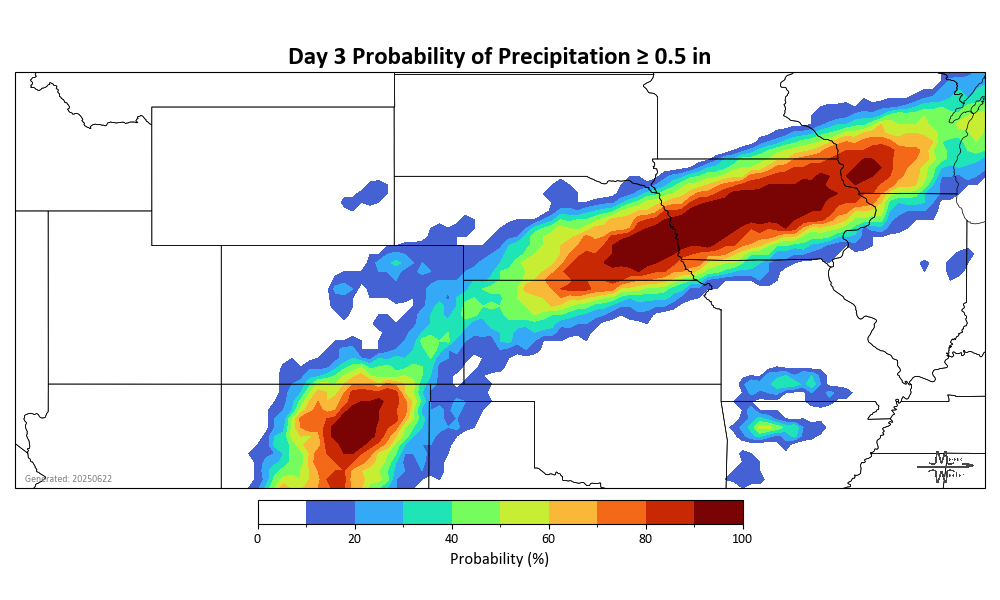 Day 3 Probability of Precipitation ≥ 0.5 in
Generated: 20250622
0 20 40 60 80 100
Probability (%)